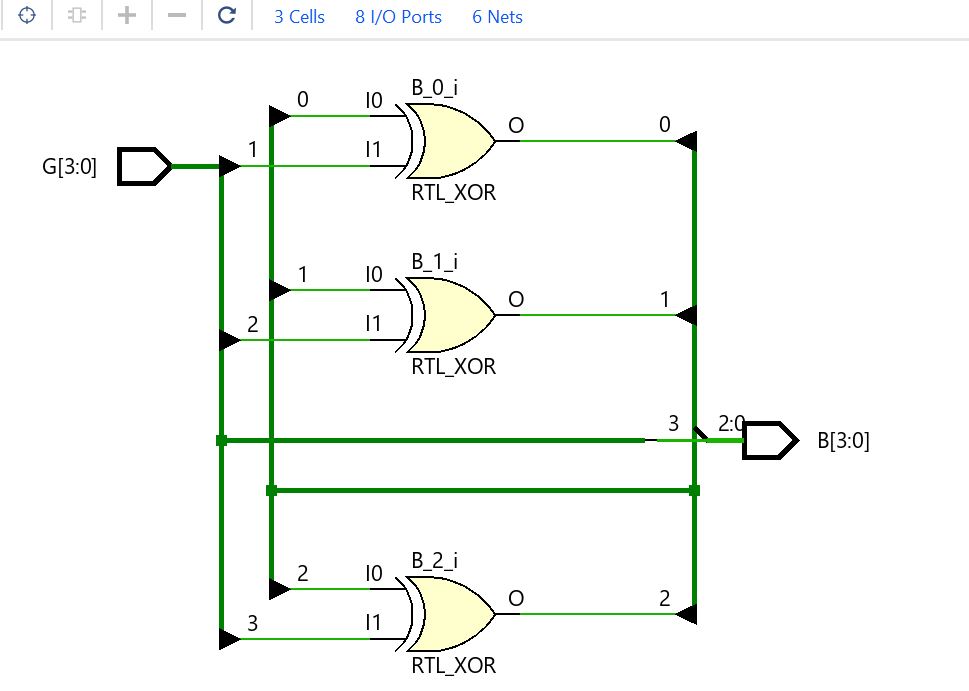 3 Cells 8 I/O Ports 6 Nets
B_0_i
0 I0
O 0
1 I1
G[3:0]
RTL_XOR
B_1_i
1 I0
O 1
2 I1
RTL_XOR
3 2:0
B[3:0]
B_2_i
2 I0
O 2
3 I1
RTL_XOR